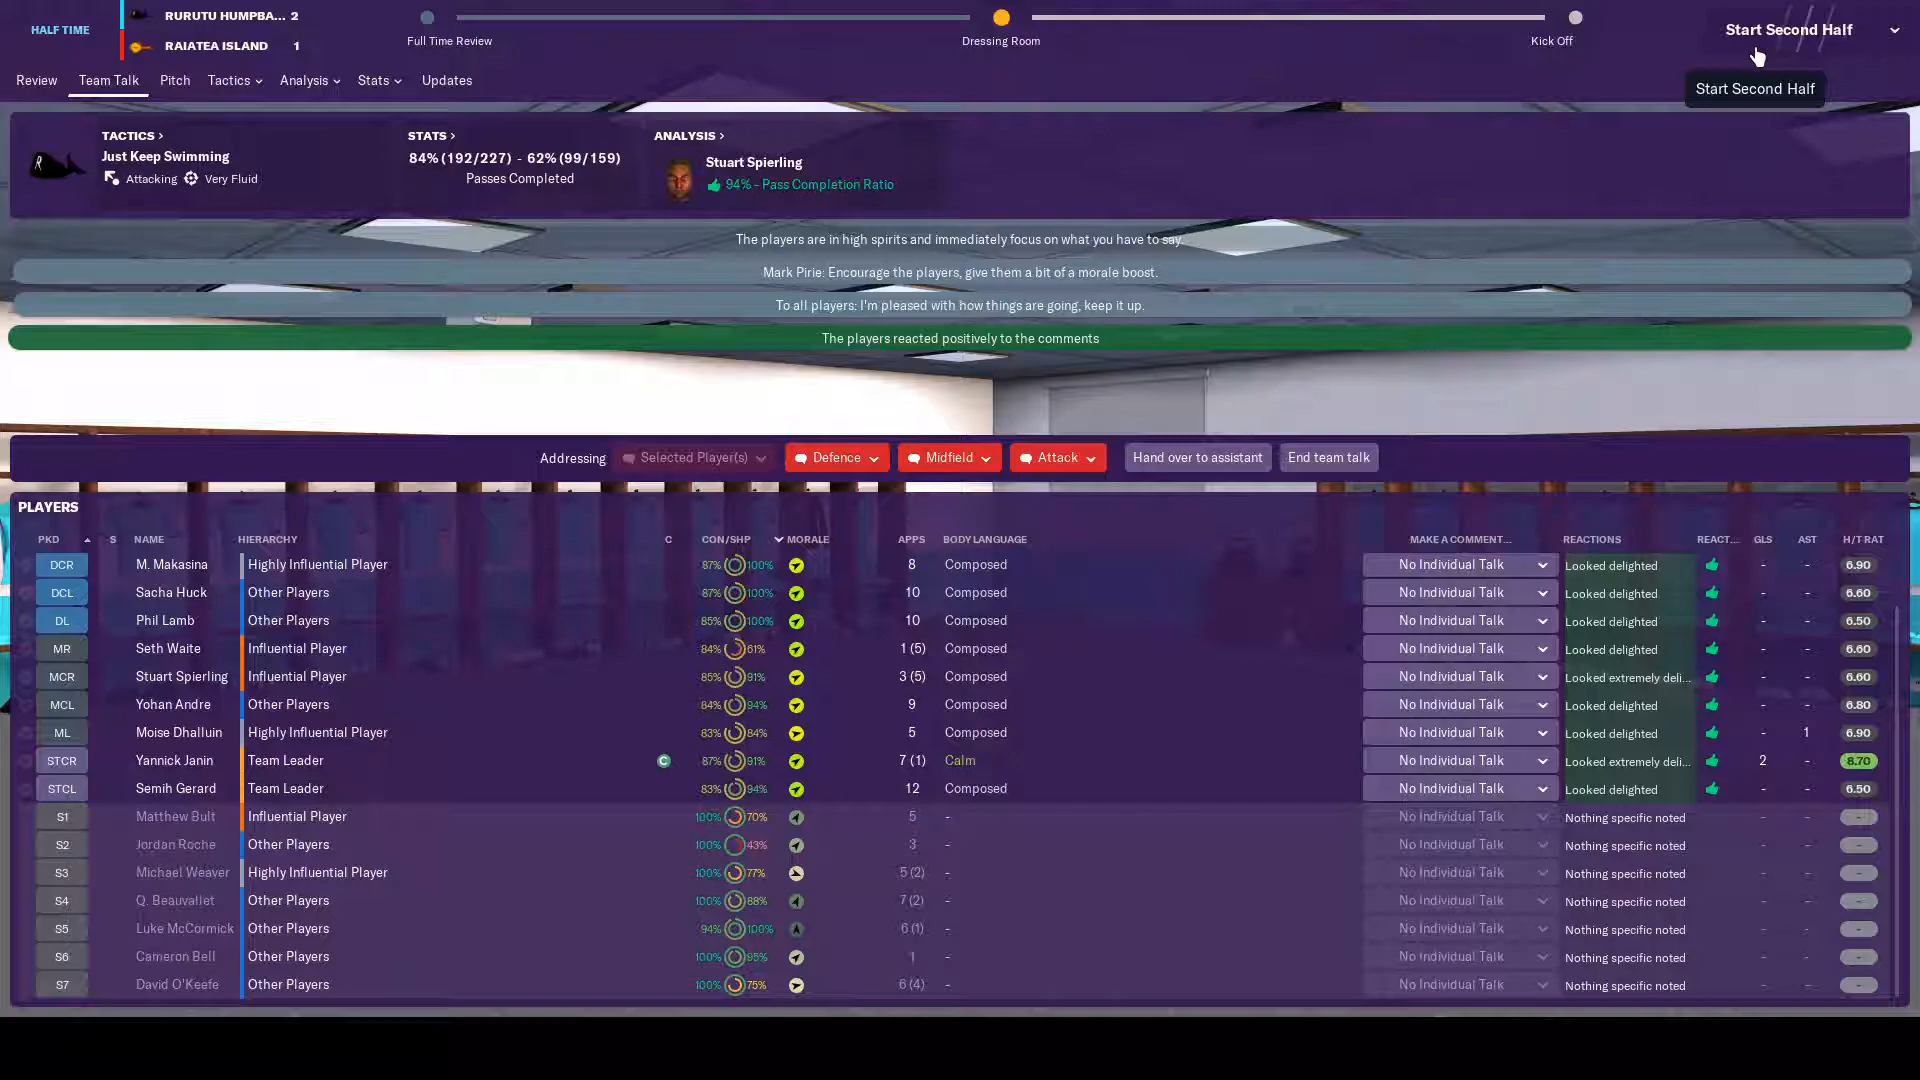 HALF TIME
RURUTU HUMPBA... 2
RAIATEA ISLAND 1
Full Time Review
Dressing Room
Kick Off
Start Second Half
Review
Team Talk
Pitch
Tactics
Analysis
Stats
Updates
Start Second Half
TACTICS >
Just Keep Swimming
Attacking Very Fluid
STATS >
84% (192/227) - 62% (99/159)
Passes Completed
ANALYSIS >
Stuart Spierling
94% - Pass Completion Ratio
The players are in high spirits and immediately focus on what you have to say.
Mark Pirie: Encourage the players, give them a bit of a morale boost.
To all players: I'm pleased with how things are going, keep it up.
The players reacted positively to the comments
Addressing Selected Player(s) Defence Midfield Attack Hand over to assistant End team talk
PLAYERS
PKD S NAME HIERARCHY C CON/SHP MORALE APPS BODY LANGUAGE MAKE A COMMENT... REACTIONS REACT... GLS AST H/T RAT
DCR M. Makasina Highly Influential Player 87% 100% 8 Composed No Individual Talk Looked delighted - - 6.90
DCL Sacha Huck Other Players 87% 100% 10 Composed No Individual Talk Looked delighted - - 6.60
DL Phil Lamb Other Players 85% 100% 10 Composed No Individual Talk Looked delighted - - 6.50
MR Seth Waite Influential Player 84% 61% 1 (5) Composed No Individual Talk Looked delighted - - 6.60
MCR Stuart Spierling Influential Player 85% 91% 3 (5) Composed No Individual Talk Looked extremely deli... - - 6.60
MCL Yohan Andre Other Players 84% 94% 9 Composed No Individual Talk Looked delighted - - 6.80
ML Moise Dhalluin Highly Influential Player 83% 84% 5 Composed No Individual Talk Looked delighted - 1 6.90
STCR Yannick Janin Team Leader C 87% 91% 7 (1) Calm No Individual Talk Looked extremely deli... 2 - 8.70
STCL Semih Gerard Team Leader 83% 94% 12 Composed No Individual Talk Looked delighted - - 6.50
S1 Matthew Bult Influential Player 100% 70% 5 - No Individual Talk Nothing specific noted - - -
S2 Jordan Roche Other Players 100% 43% 3 - No Individual Talk Nothing specific noted - - -
S3 Michael Weaver Highly Influential Player 100% 77% 5 (2) - No Individual Talk Nothing specific noted - - -
S4 Q. Beauvallet Other Players 100% 88% 7 (2) - No Individual Talk Nothing specific noted - - -
S5 Luke McCormick Other Players 94% 100% 6 (1) - No Individual Talk Nothing specific noted - - -
S6 Cameron Bell Other Players 100% 95% 1 - No Individual Talk Nothing specific noted - - -
S7 David O'Keefe Other Players 100% 75% 6 (4) - No Individual Talk Nothing specific noted - - -